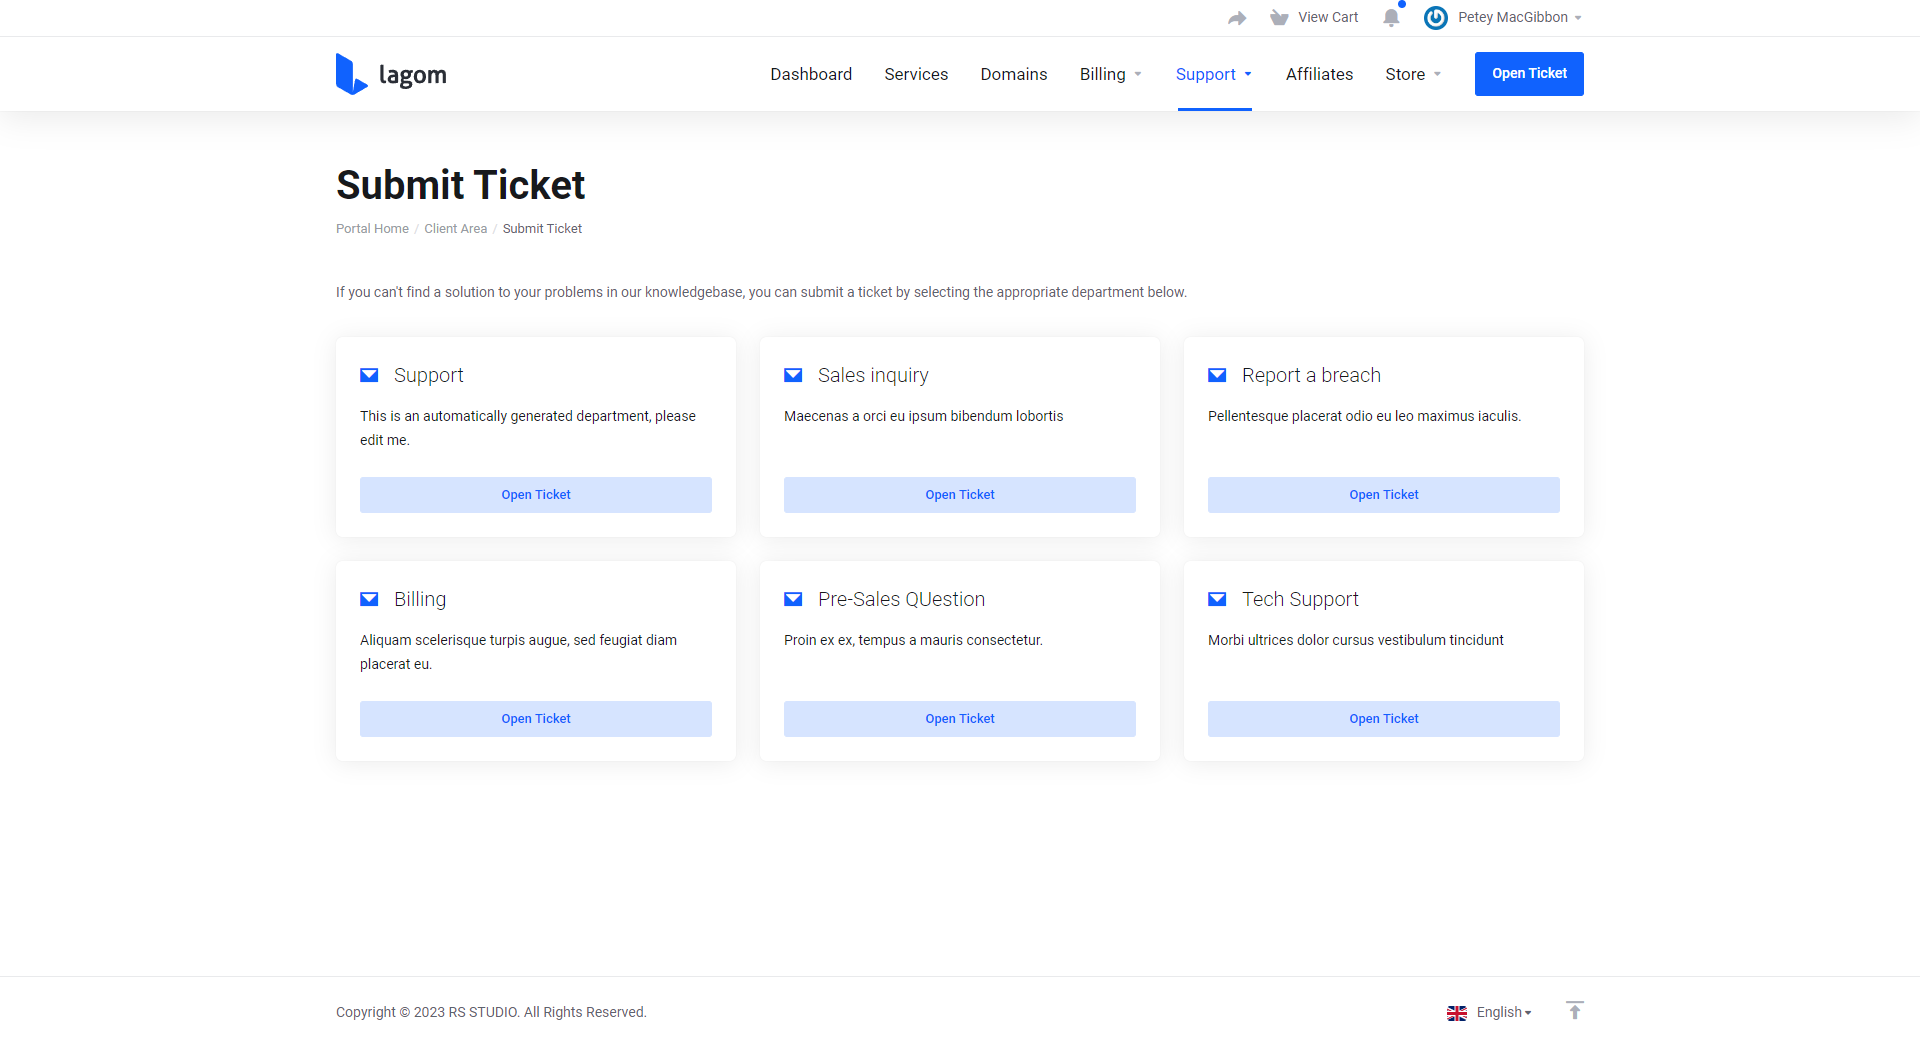 View Cart
Petey MacGibbon
lagom
Dashboard
Services
Domains
Billing
Support
Affiliates
Store
Open Ticket
Submit Ticket
Portal Home / Client Area / Submit Ticket
If you can't find a solution to your problems in our knowledgebase, you can submit a ticket by selecting the appropriate department below.
Support
This is an automatically generated department, please
edit me.
Open Ticket
Sales inquiry
Maecenas a orci eu ipsum bibendum lobortis
Open Ticket
Report a breach
Pellentesque placerat odio eu leo maximus iaculis.
Open Ticket
Billing
Aliquam scelerisque turpis augue, sed feugiat diam
placerat eu.
Open Ticket
Pre-Sales QUestion
Proin ex ex, tempus a mauris consectetur.
Open Ticket
Tech Support
Morbi ultrices dolor cursus vestibulum tincidunt
Open Ticket
Copyright © 2023 RS STUDIO. All Rights Reserved.
English